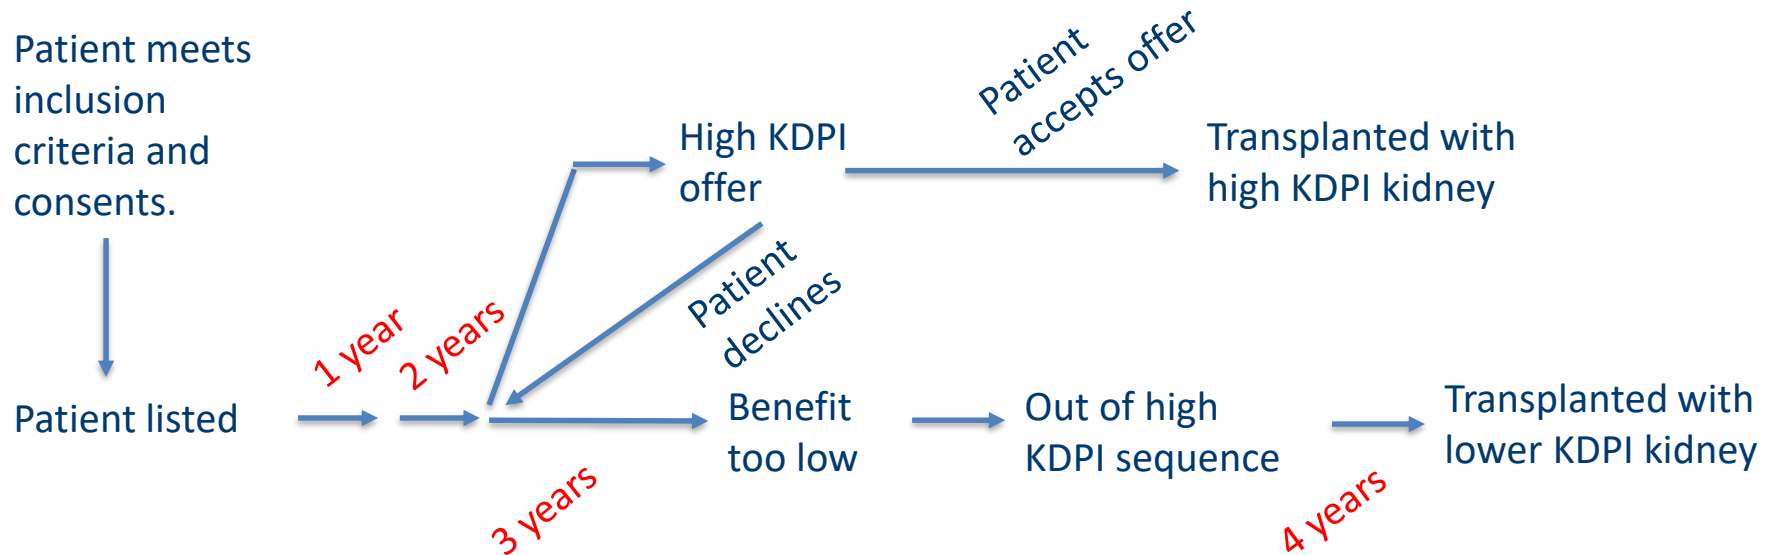 Patient meets
inclusion
criteria and
consents.
Patient listed
1 year
2 years
3 years
High KDPI
offer
Patient
accepts offer
Transplanted with
high KDPI kidney
Patient
declines
Benefit
too low
Out of high
KDPI sequence
4 years
Transplanted with
lower KDPI kidney